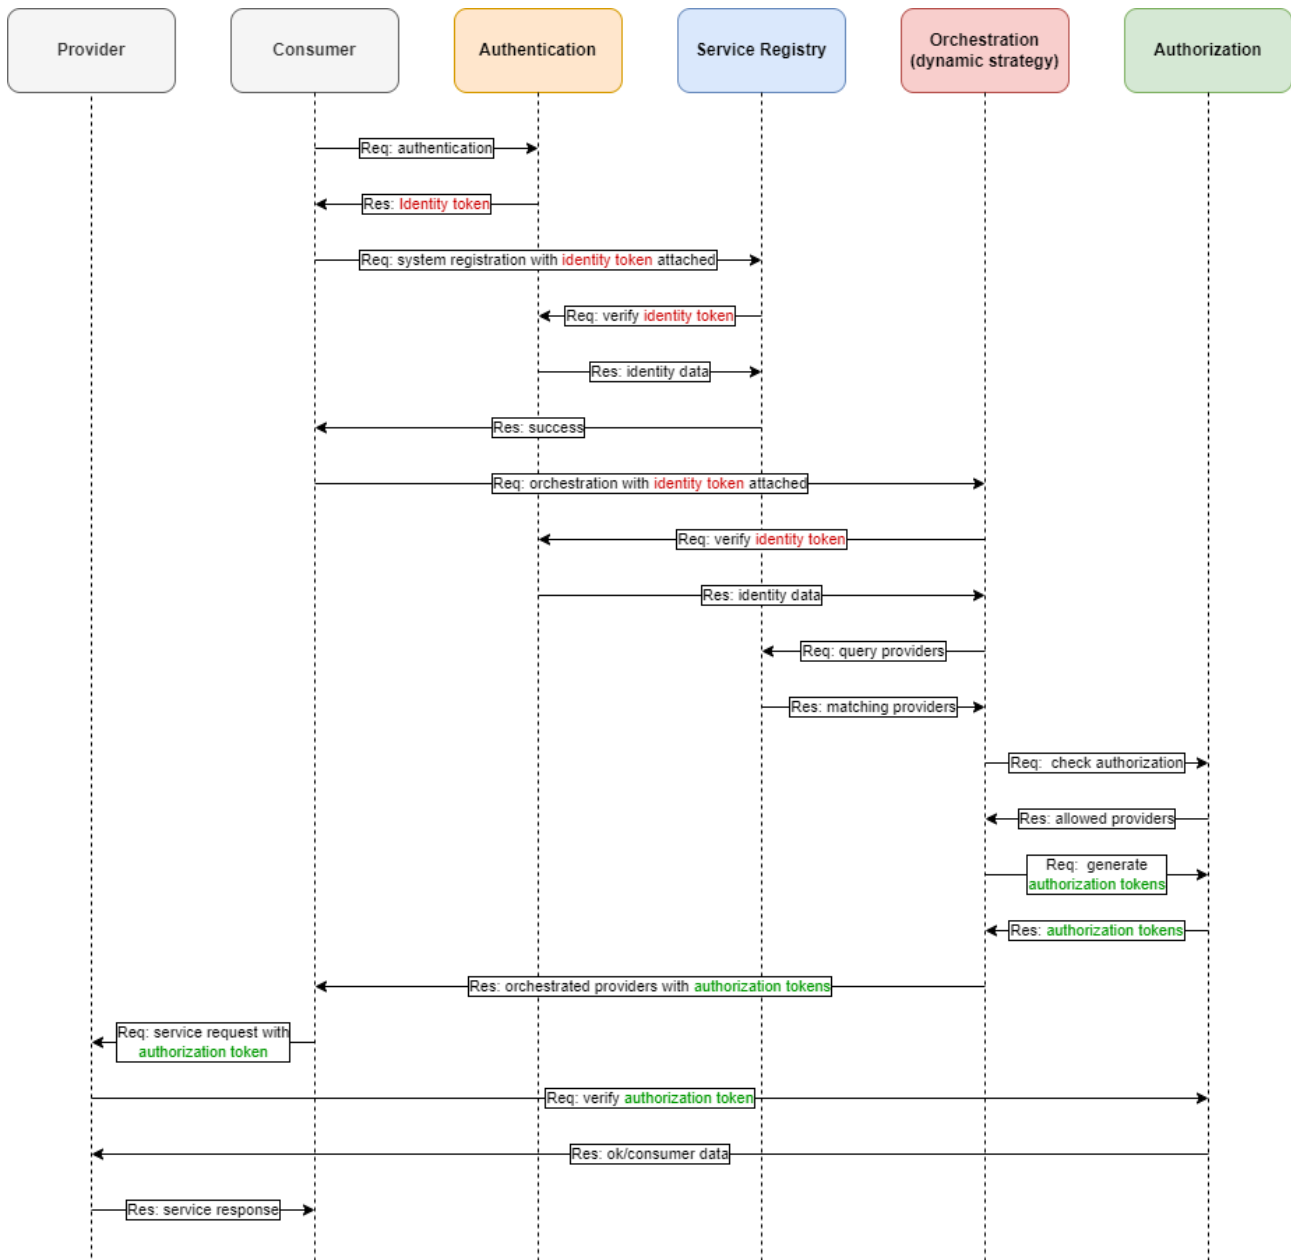 Provider
Consumer
Authentication
Service Registry
Orchestration
(dynamic strategy)
Authorization
Req: authentication
Res: Identity token
Req: system registration with identity token attached
Req: verify identity token
Res: identity data
Res: success
Req: orchestration with identity token attached
Req: verify identity token
Res: identity data
Req: query providers
Res: matching providers
Req: check authorization
Res: allowed providers
Req: generate
authorization tokens
Res: authorization tokens
Res: orchestrated providers with authorization tokens
Req: service request with
authorization token
Req: verify authorization token
Res: ok/consumer data
Res: service response